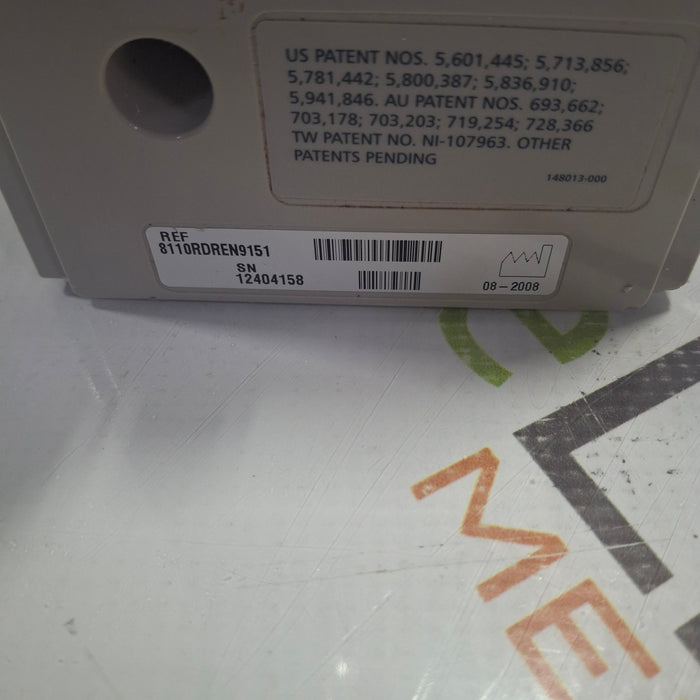 US PATENT NOS. 5,601,445; 5,713,856;
5,781,442; 5,800,387; 5,836,910;
5,941,846. AU PATENT NOS. 693,662;
703,178; 703,203; 719,254; 728,366
TW PATENT NO. NI-107963. OTHER
PATENTS PENDING
148013-000
REF
8110RDREN9151
SN
12404158
08-2008
ME